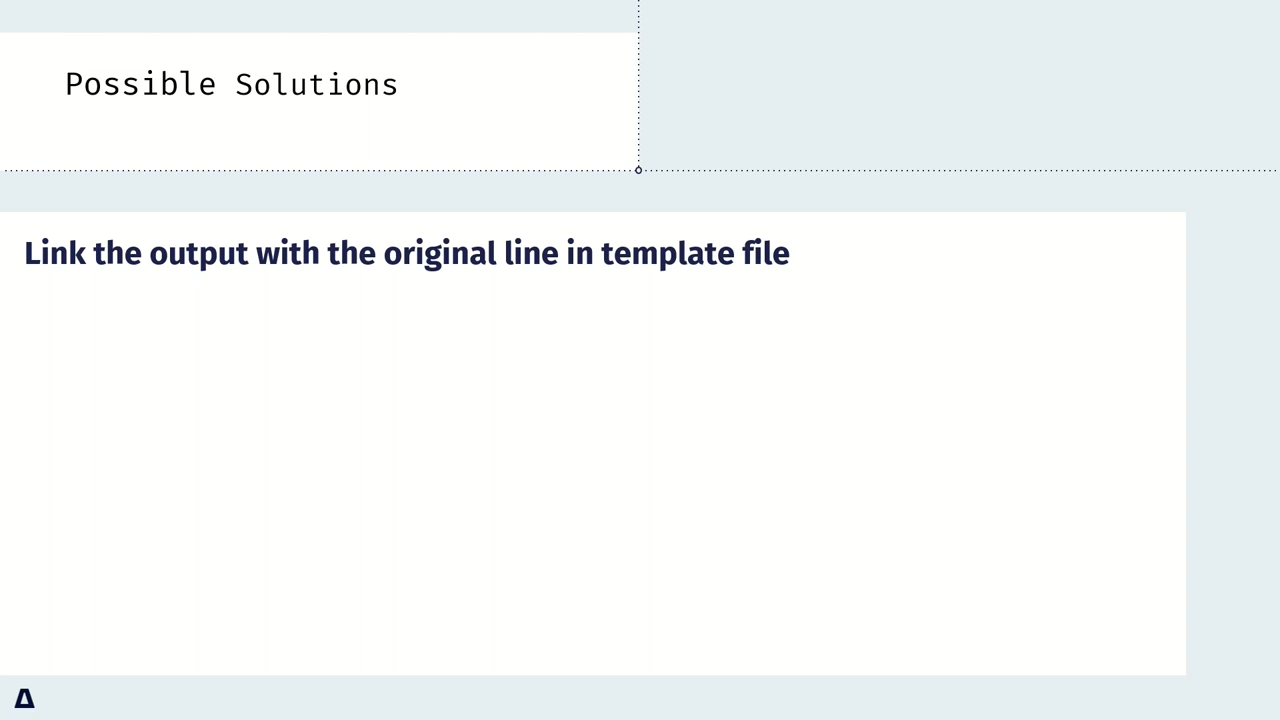 Possible Solutions
Link the output with the original line in template file